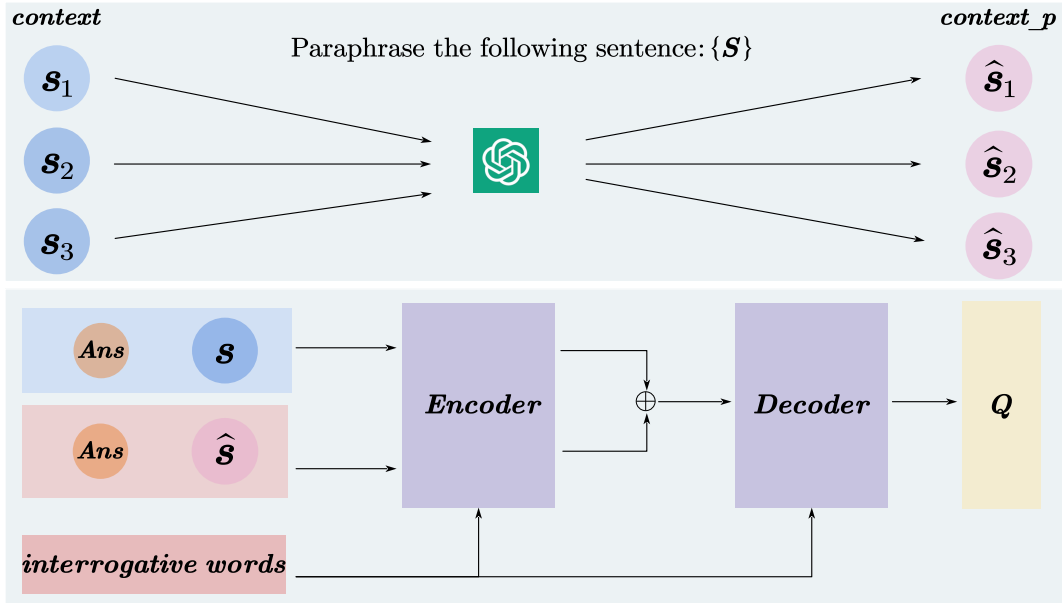 context
context_p
Paraphrase the following sentence: {S}
s1
ŝ1
s2
ŝ2
s3
ŝ3
Ans s
Encoder
Decoder
Q
Ans ŝ
interrogative words